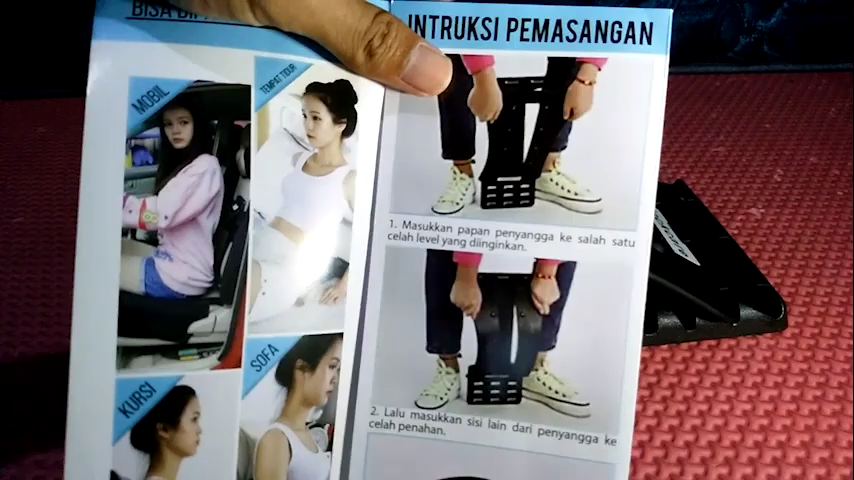 BISA DI
MOBIL
TEMPAT TIDUR
KURSI
SOFA
INTRUKSI PEMASANGAN
1. Masukkan papan penyangga ke salah satu
celah level yang diinginkan.
2. Lalu masukkan sisi lain dari penyangga ke
celah penahan.